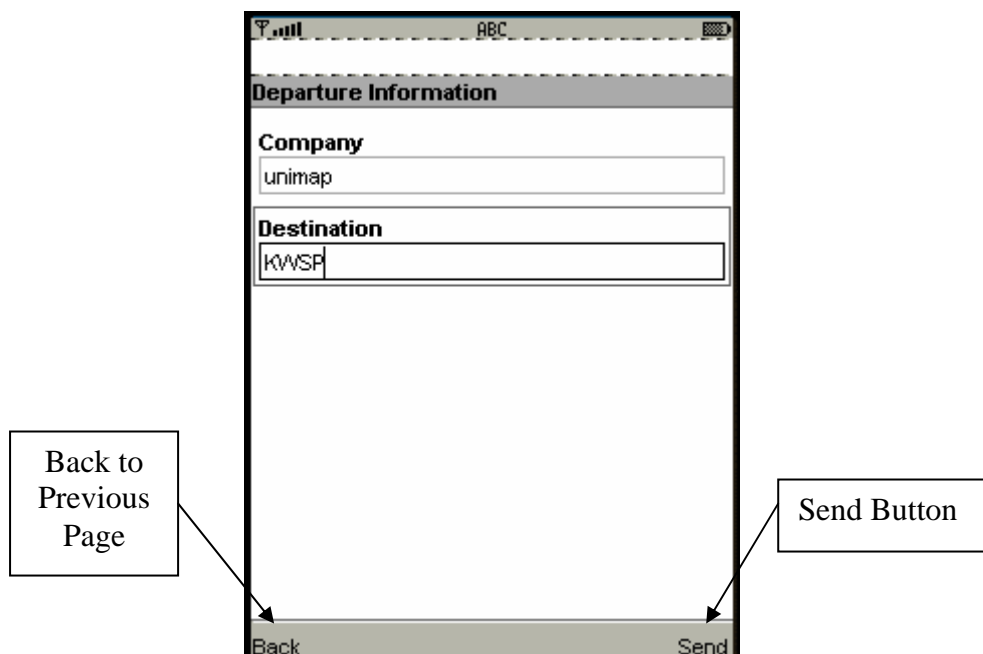 ABC
Departure Information
Company
unimap
Destination
KWSP
Back to
Previous
Page
Send Button
Back
Send